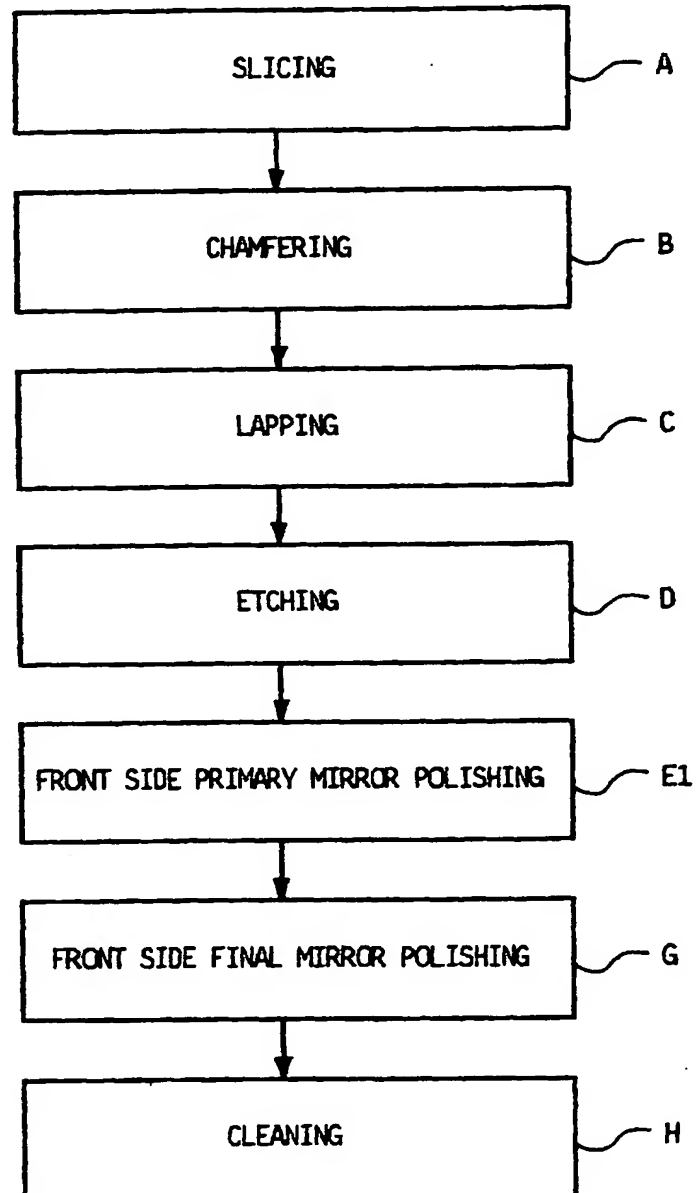 SLICING A
CHAMFERING B
LAPPING C
ETCHING D
FRONT SIDE PRIMARY MIRROR POLISHING E1
FRONT SIDE FINAL MIRROR POLISHING G
CLEANING H